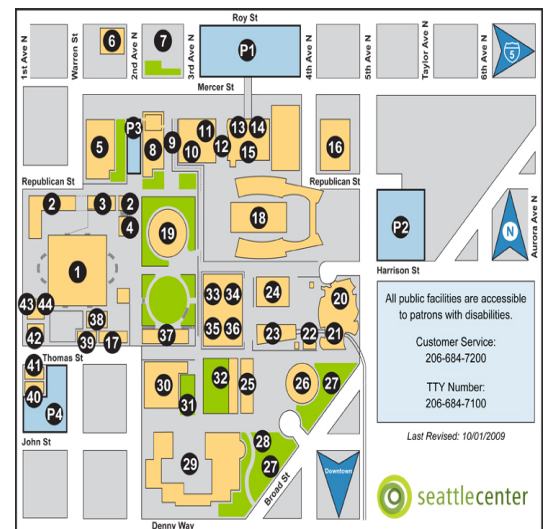 Roy St
1st Ave N
Warren St
2nd Ave N
3rd Ave N
4th Ave N
5th Ave N
Taylor Ave N
6th Ave N
6
7
P1
5
Mercer St
P3
5
8
9
10
11
12
13
14
15
16
Republican St
Republican St
2
3
2
4
18
19
P2
N
Aurora Ave N
Harrison St
1
43
44
38
42
39
17
37
33
34
35
36
24
23
22
20
21
Thomas St
41
40
P4
30
31
32
25
26
27
John St
29
28
27
Broad St
Downtown
Denny Way
All public facilities are accessible
to patrons with disabilities.
Customer Service:
206-684-7200
TTY Number:
206-684-7100
Last Revised: 10/01/2009
seattlecenter